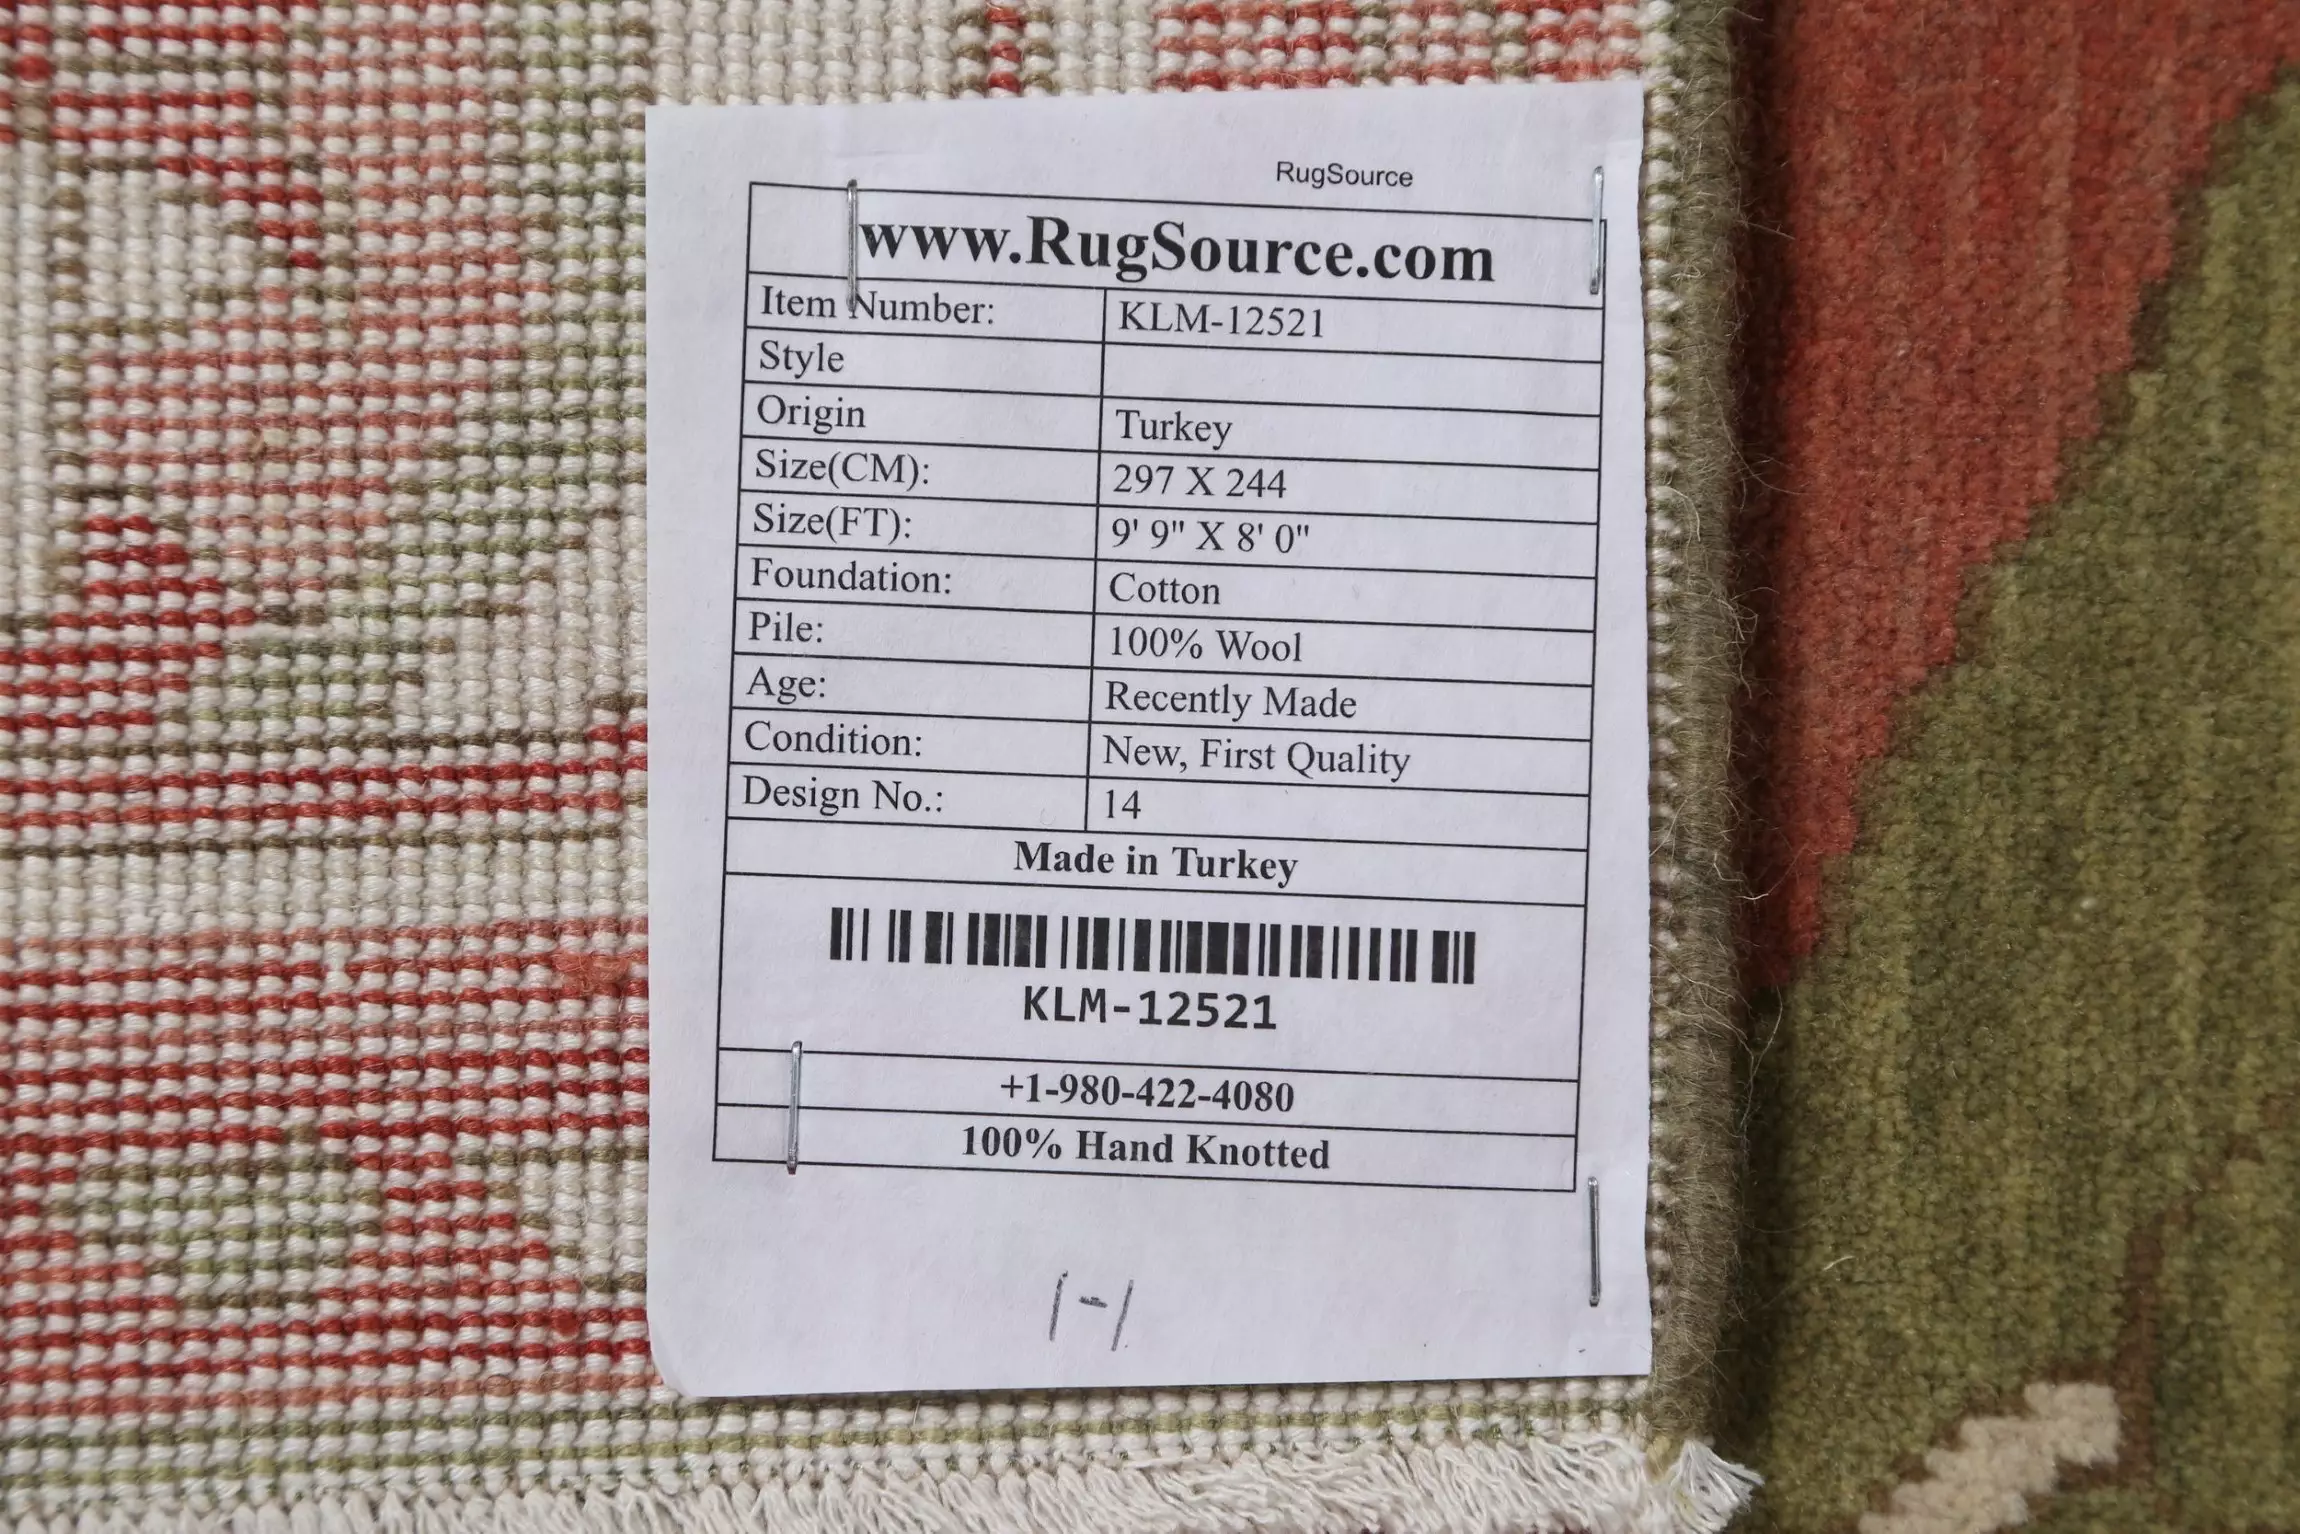 RugSource
www.RugSource.com
Item Number: KLM-12521
Style
Origin Turkey
Size(CM): 297 X 244
Size(FT): 9' 9" X 8' 0"
Foundation: Cotton
Pile: 100% Wool
Age: Recently Made
Condition: New, First Quality
Design No.: 14
Made in Turkey
KLM-12521
+1-980-422-4080
100% Hand Knotted
1-1